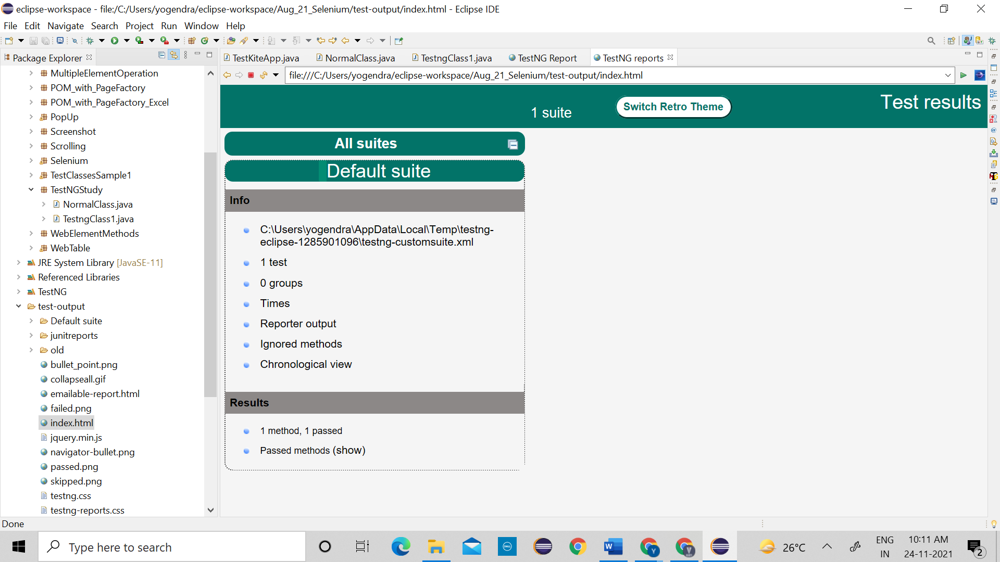 eclipse-workspace - file:/C:/Users/yogendra/eclipse-workspace/Aug_21_Selenium/test-output/index.html - Eclipse IDE
File Edit Navigate Search Project Run Window Help
Package Explorer
TestKiteApp.java NormalClass.java TestngClass1.java TestNG Report TestNG reports
file:///C:/Users/yogendra/eclipse-workspace/Aug_21_Selenium/test-output/index.html
MultipleElementOperation
POM_with_PageFactory
POM_with_PageFactory_Excel
PopUp
Screenshot
Scrolling
Selenium
TestClassesSample1
TestNGStudy
NormalClass.java
TestngClass1.java
WebElementMethods
WebTable
JRE System Library [JavaSE-11]
Referenced Libraries
TestNG
test-output
Default suite
junitreports
old
bullet_point.png
collapseall.gif
emailable-report.html
failed.png
index.html
jquery.min.js
navigator-bullet.png
passed.png
skipped.png
testng.css
testng-reports.css
1 suite
Switch Retro Theme
Test results
All suites
Default suite
Info
C:\Users\yogendra\AppData\Local\Temp\testng-
eclipse-1285901096\testng-customsuite.xml
1 test
0 groups
Times
Reporter output
Ignored methods
Chronological view
Results
1 method, 1 passed
Passed methods (show)
Done
Type here to search
26°C
ENG
IN
10:11 AM
24-11-2021
2